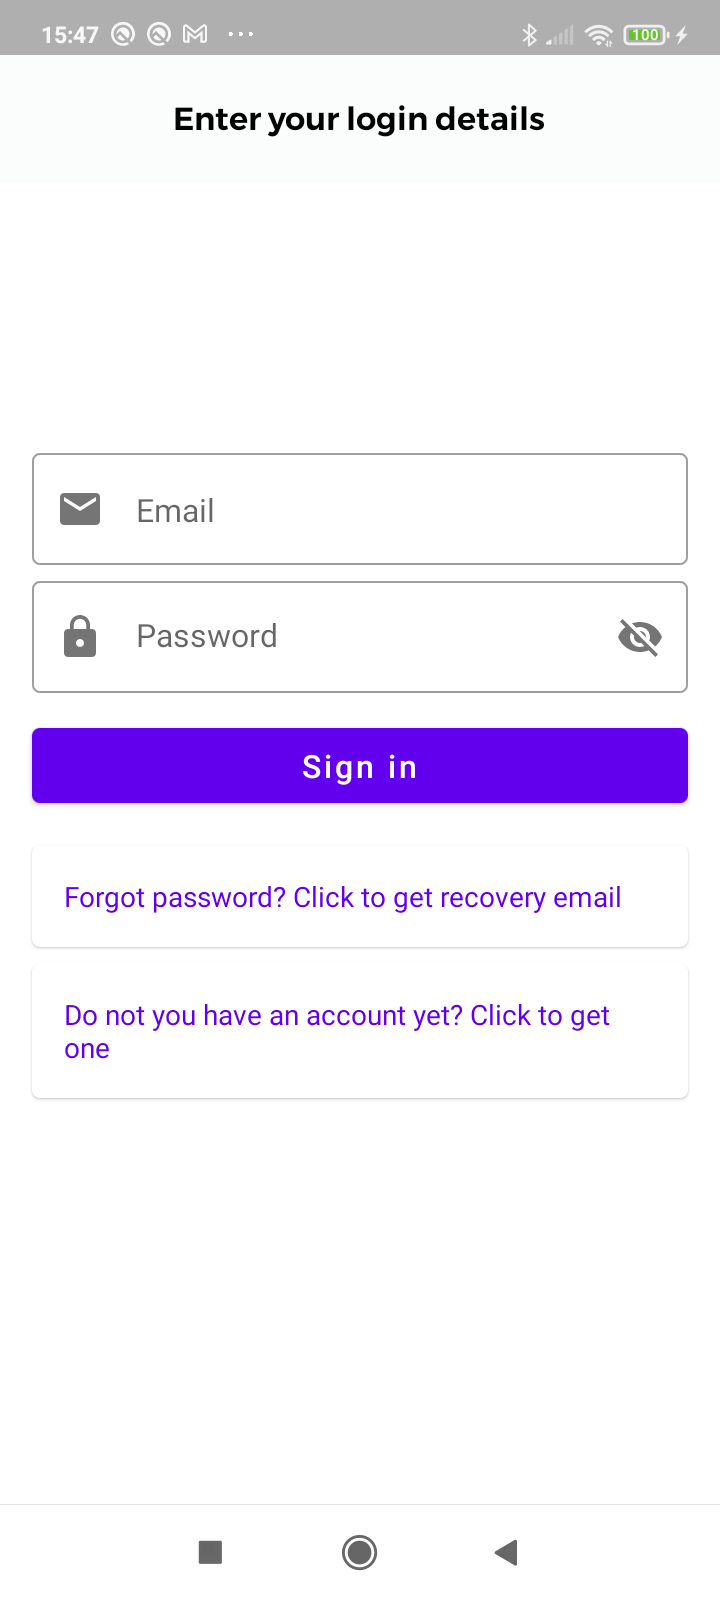 15:47
100
Enter your login details
Email
Password
Sign in
Forgot password? Click to get recovery email
Do not you have an account yet? Click to get
one